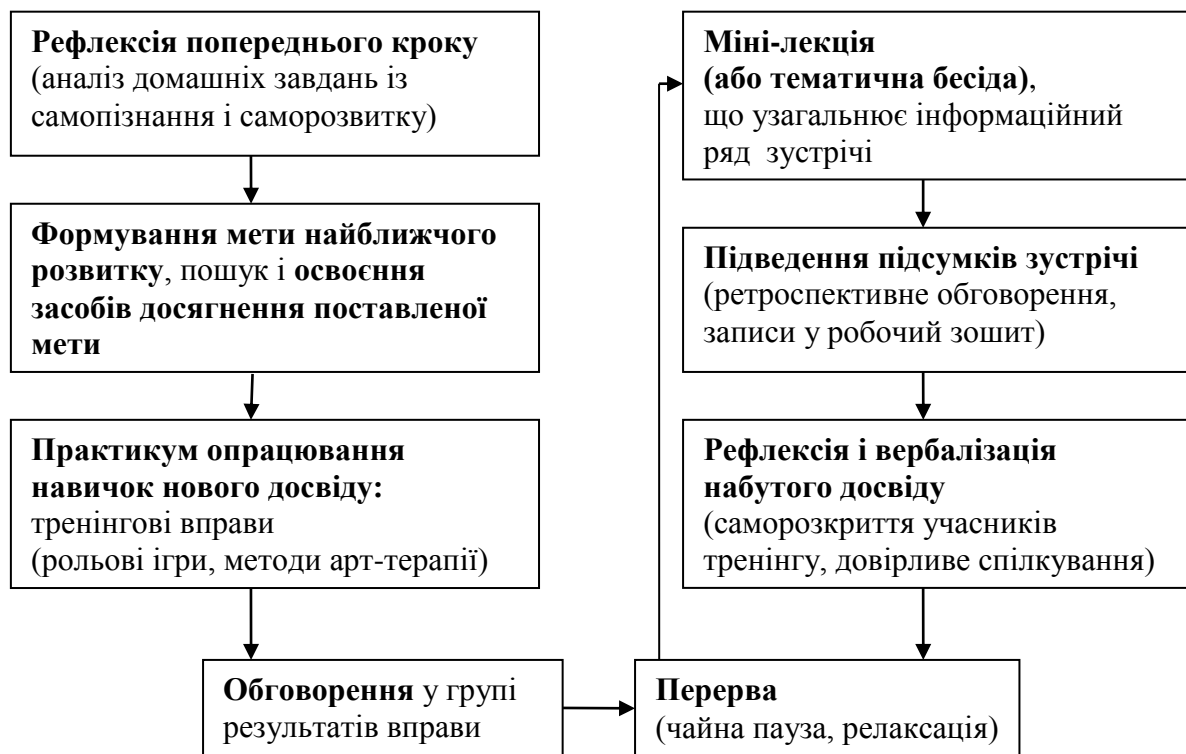 Рефлексія попереднього кроку
(аналіз домашніх завдань із
самопізнання і саморозвитку)
Формування мети найближчого
розвитку, пошук і освоєння
засобів досягнення поставленої
мети
Практикум опрацювання
навичок нового досвіду:
тренінгові вправи
(рольові ігри, методи арт-терапії)
Обговорення у групі
результатів вправи
Перерва
(чайна пауза, релаксація)
Міні-лекція
(або тематична бесіда),
що узагальнює інформаційний
ряд зустрічі
Підведення підсумків зустрічі
(ретроспективне обговорення,
записи у робочий зошит)
Рефлексія і вербалізація
набутого досвіду
(саморозкриття учасників
тренінгу, довірливе спілкування)